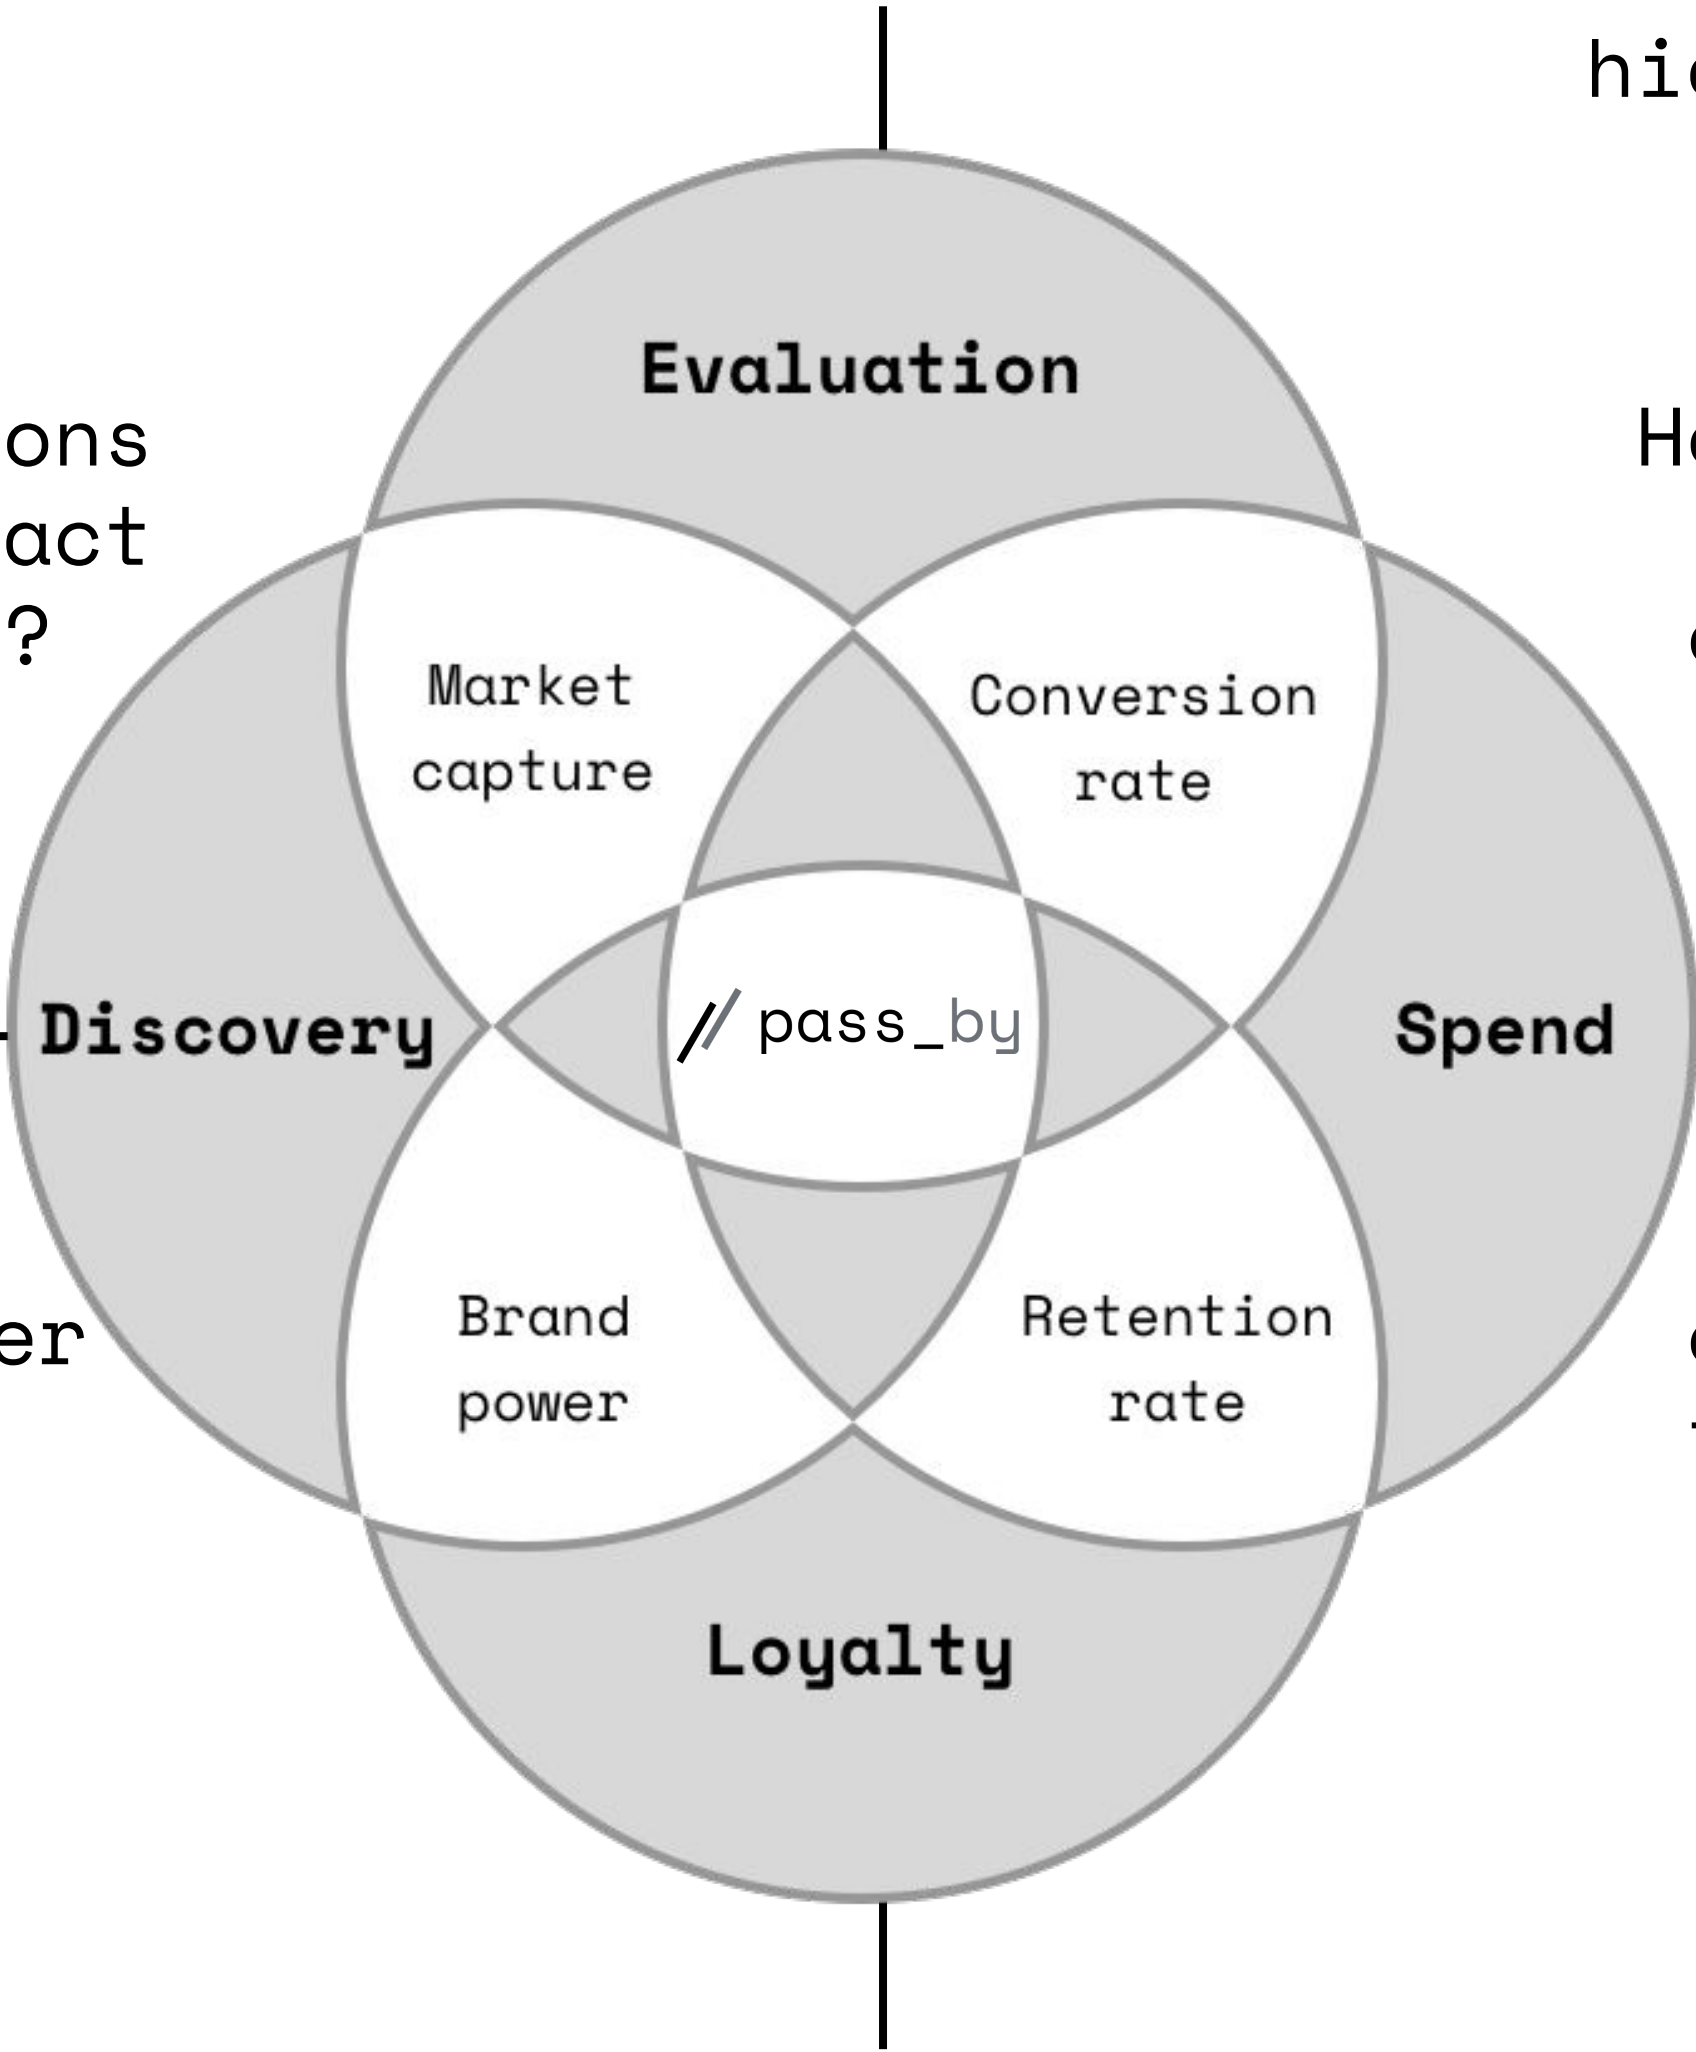 Evaluation
ons
act
?
Market
capture
Conversion
rate
Discovery
// pass_by
Spend
er
Brand
power
Retention
rate
Loyalty